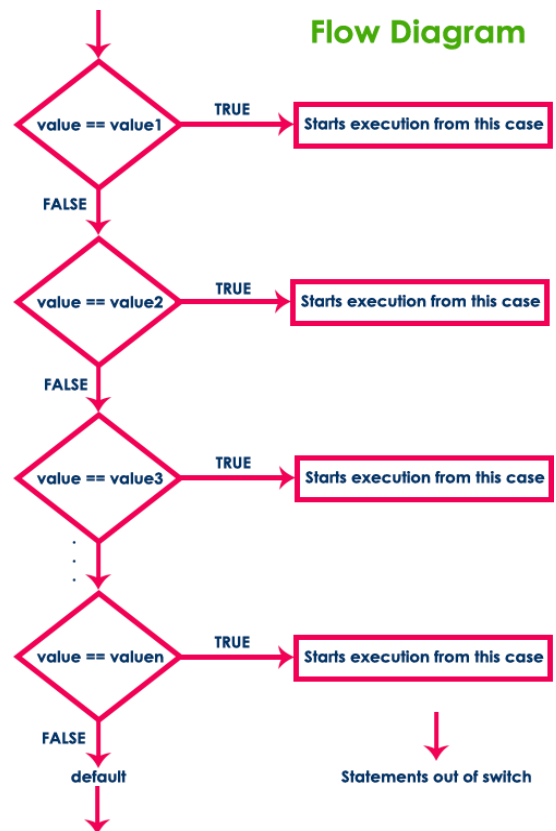 Flow Diagram
value == value1
TRUE
Starts execution from this case
FALSE
value == value2
TRUE
Starts execution from this case
FALSE
value == value3
TRUE
Starts execution from this case
.
.
.
value == valuen
TRUE
Starts execution from this case
FALSE
default
Statements out of switch